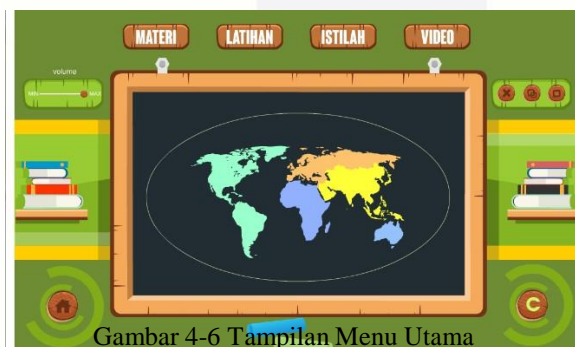 MATERI LATIHAN ISTILAH VIDEO
volume
MIN MAX
C
Gambar 4-6 Tampilan Menu Utama